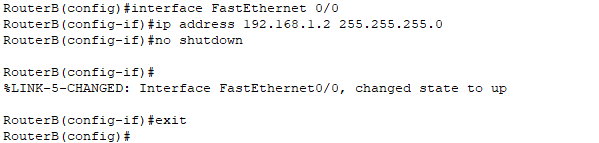 RouterB(config)#interface FastEthernet 0/0
RouterB(config-if)#ip address 192.168.1.2 255.255.255.0
RouterB(config-if)#no shutdown
RouterB(config-if)#
%LINK-5-CHANGED: Interface FastEthernet0/0, changed state to up
RouterB(config-if)#exit
RouterB(config)#